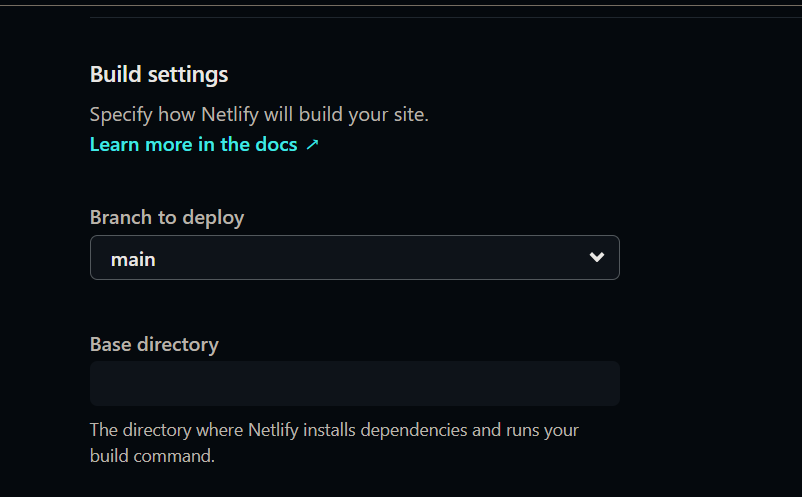 Build settings
Specify how Netlify will build your site.
Learn more in the docs ↗
Branch to deploy
main
Base directory
The directory where Netlify installs dependencies and runs your
build command.